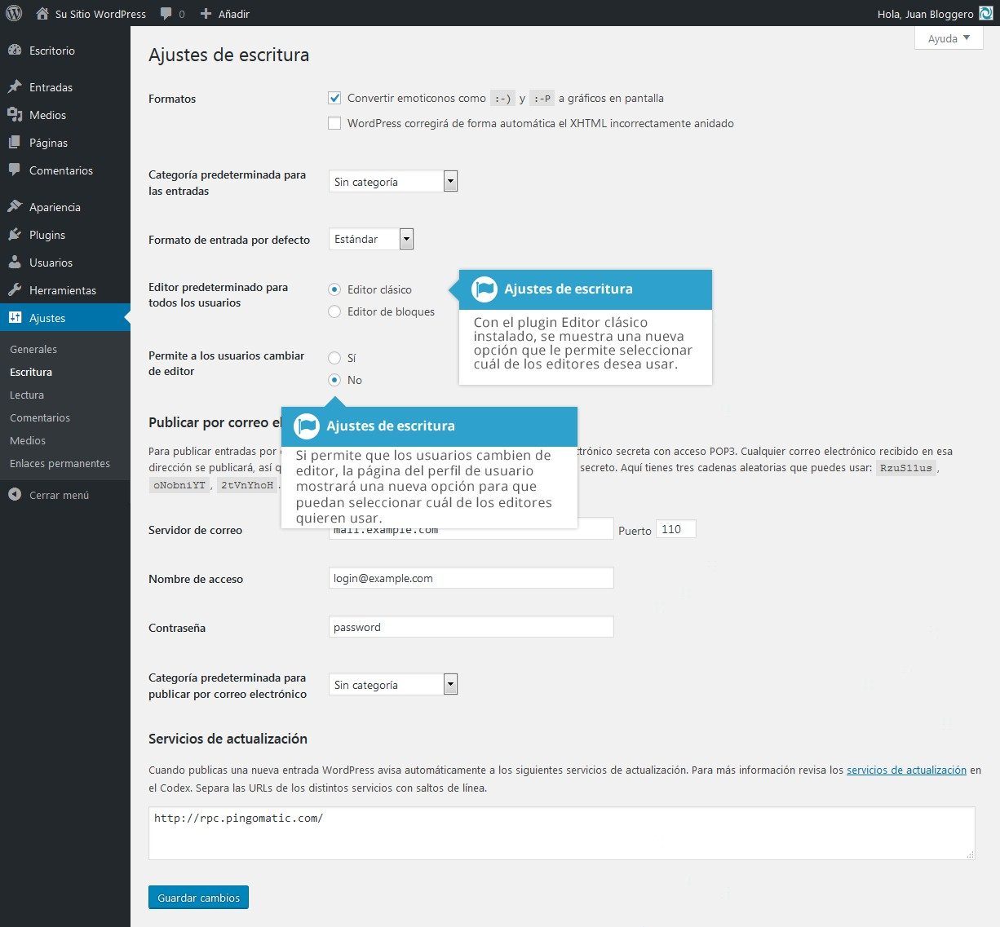 Su Sitio WordPress 0 Añadir Hola, Juan Bloggero
Ayuda
Escritorio
Entradas
Medios
Páginas
Comentarios
Apariencia
Plugins
Usuarios
Herramientas
Ajustes
Generales
Escritura
Lectura
Comentarios
Medios
Enlaces permanentes
Cerrar menú
Ajustes de escritura
Formatos
Convertir emoticonos como :-) y :-P a gráficos en pantalla
WordPress corregirá de forma automática el XHTML incorrectamente anidado
Categoría predeterminada para
las entradas
Sin categoría
Formato de entrada por defecto
Estándar
Editor predeterminado para
todos los usuarios
Editor clásico
Editor de bloques
Ajustes de escritura
Con el plugin Editor clásico
instalado, se muestra una nueva
opción que le permite seleccionar
cuál de los editores desea usar.
Permite a los usuarios cambiar
de editor
Sí
No
Ajustes de escritura
Si permite que los usuarios cambien de
editor, la página del perfil de usuario
mostrará una nueva opción para que
puedan seleccionar cuál de los editores
quieren usar.
Publicar por correo
Para publicar entradas por secreta con acceso POP3. Cualquier correo electrónico recibido en esa
dirección se publicará, así secreto. Aquí tienes tres cadenas aleatorias que puedes usar: RzuS11us ,
oNobniYT , 2tVnYhoH .
Servidor de correo
mail.example.com
Puerto 110
Nombre de acceso
login@example.com
Contraseña
password
Categoría predeterminada para
publicar por correo electrónico
Sin categoría
Servicios de actualización
Cuando publicas una nueva entrada WordPress avisa automáticamente a los siguientes servicios de actualización. Para más información revisa los servicios de actualización en
el Codex. Separa las URLs de los distintos servicios con saltos de línea.
http://rpc.pingomatic.com/
Guardar cambios